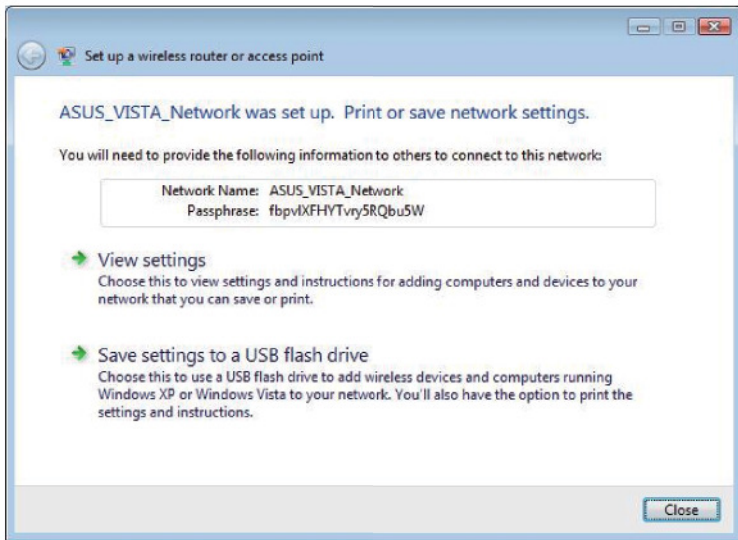 Set up a wireless router or access point
ASUS_VISTA_Network was set up. Print or save network settings.
You will need to provide the following information to others to connect to this network:
Network Name: ASUS_VISTA_Network
Passphrase: fbpvlXFHYTvry5RQbu5W
View settings
Choose this to view settings and instructions for adding computers and devices to your
network that you can save or print.
Save settings to a USB flash drive
Choose this to use a USB flash drive to add wireless devices and computers running
Windows XP or Windows Vista to your network. You'll also have the option to print the
settings and instructions.
Close